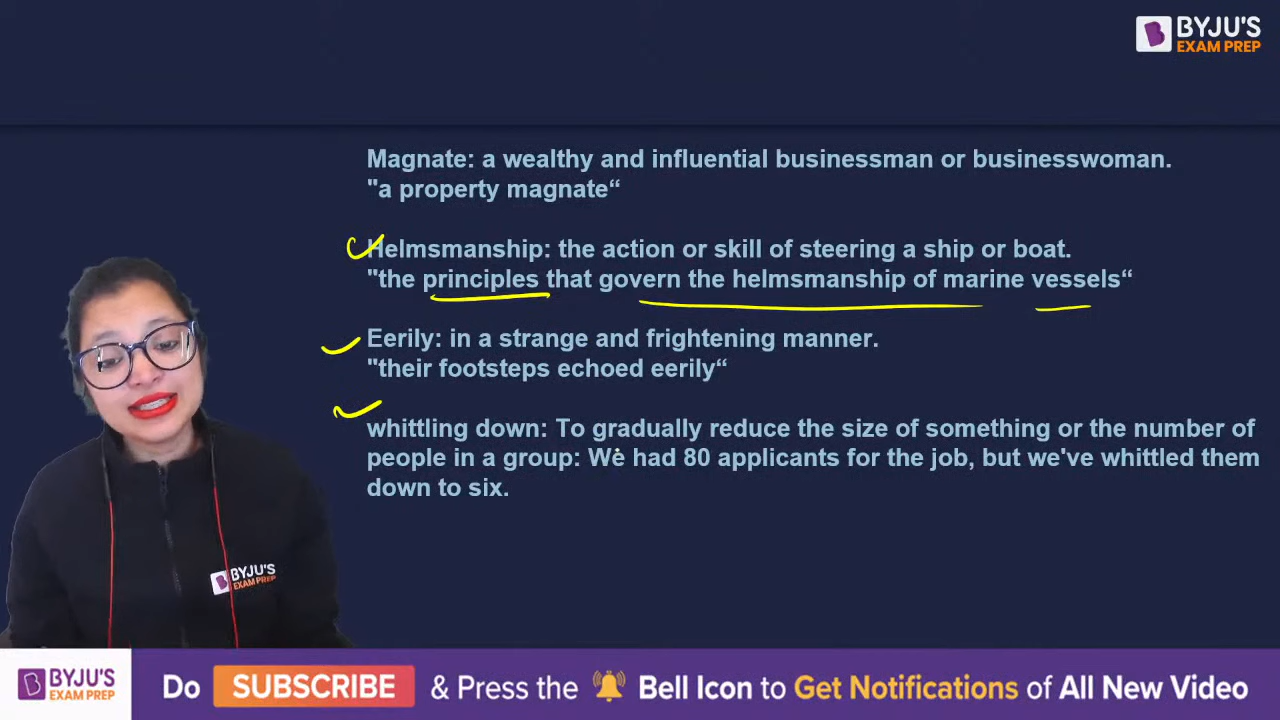 BYJU'S
EXAM PREP
Magnate: a wealthy and influential businessman or businesswoman.
"a property magnate“
Helmsmanship: the action or skill of steering a ship or boat.
"the principles that govern the helmsmanship of marine vessels“
Eerily: in a strange and frightening manner.
"their footsteps echoed eerily“
whittling down: To gradually reduce the size of something or the number of
people in a group: We had 80 applicants for the job, but we've whittled them
down to six.
BYJU'S
EXAM PREP
BYJU'S
EXAM PREP
Do SUBSCRIBE & Press the Bell Icon to Get Notifications of All New Video